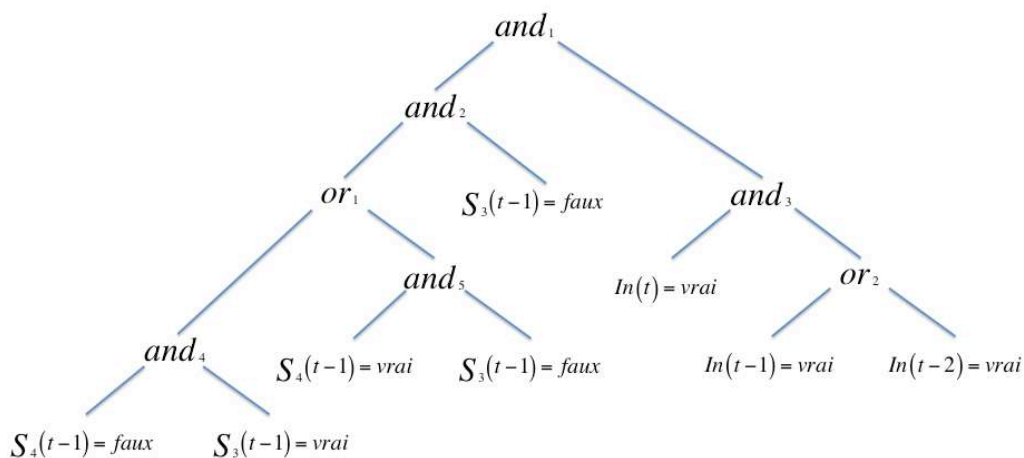 and₁
and₂
or₁
S₃(t−1) = faux
and₃
and₅
In(t) = vrai
or₂
and₄
S₄(t−1) = vrai
S₃(t−1) = faux
In(t−1) = vrai
In(t−2) = vrai
S₄(t−1) = faux
S₃(t−1) = vrai